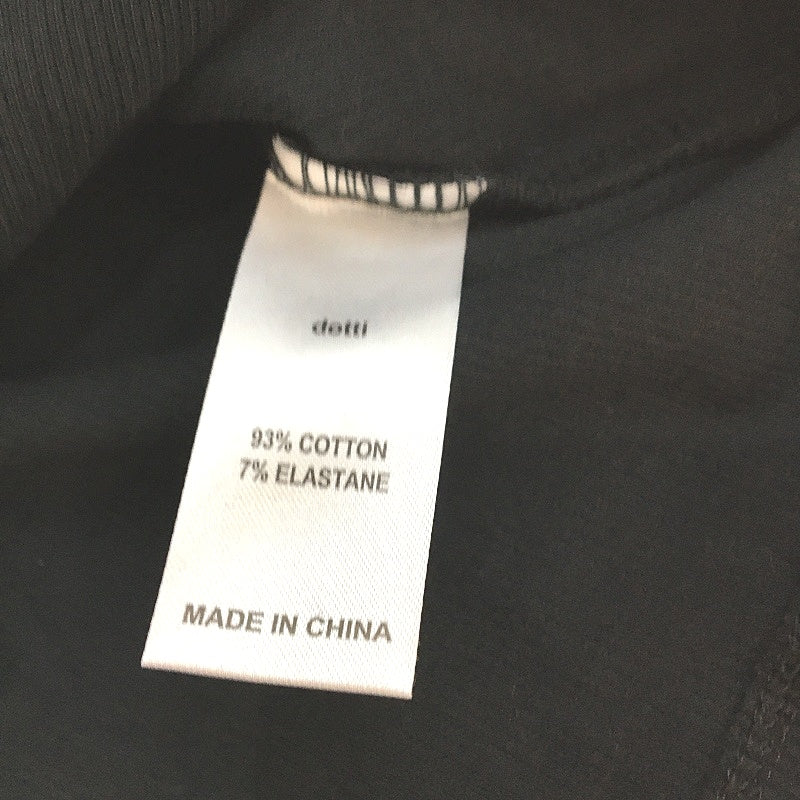 dotti
93% COTTON
7% ELASTANE
MADE IN CHINA